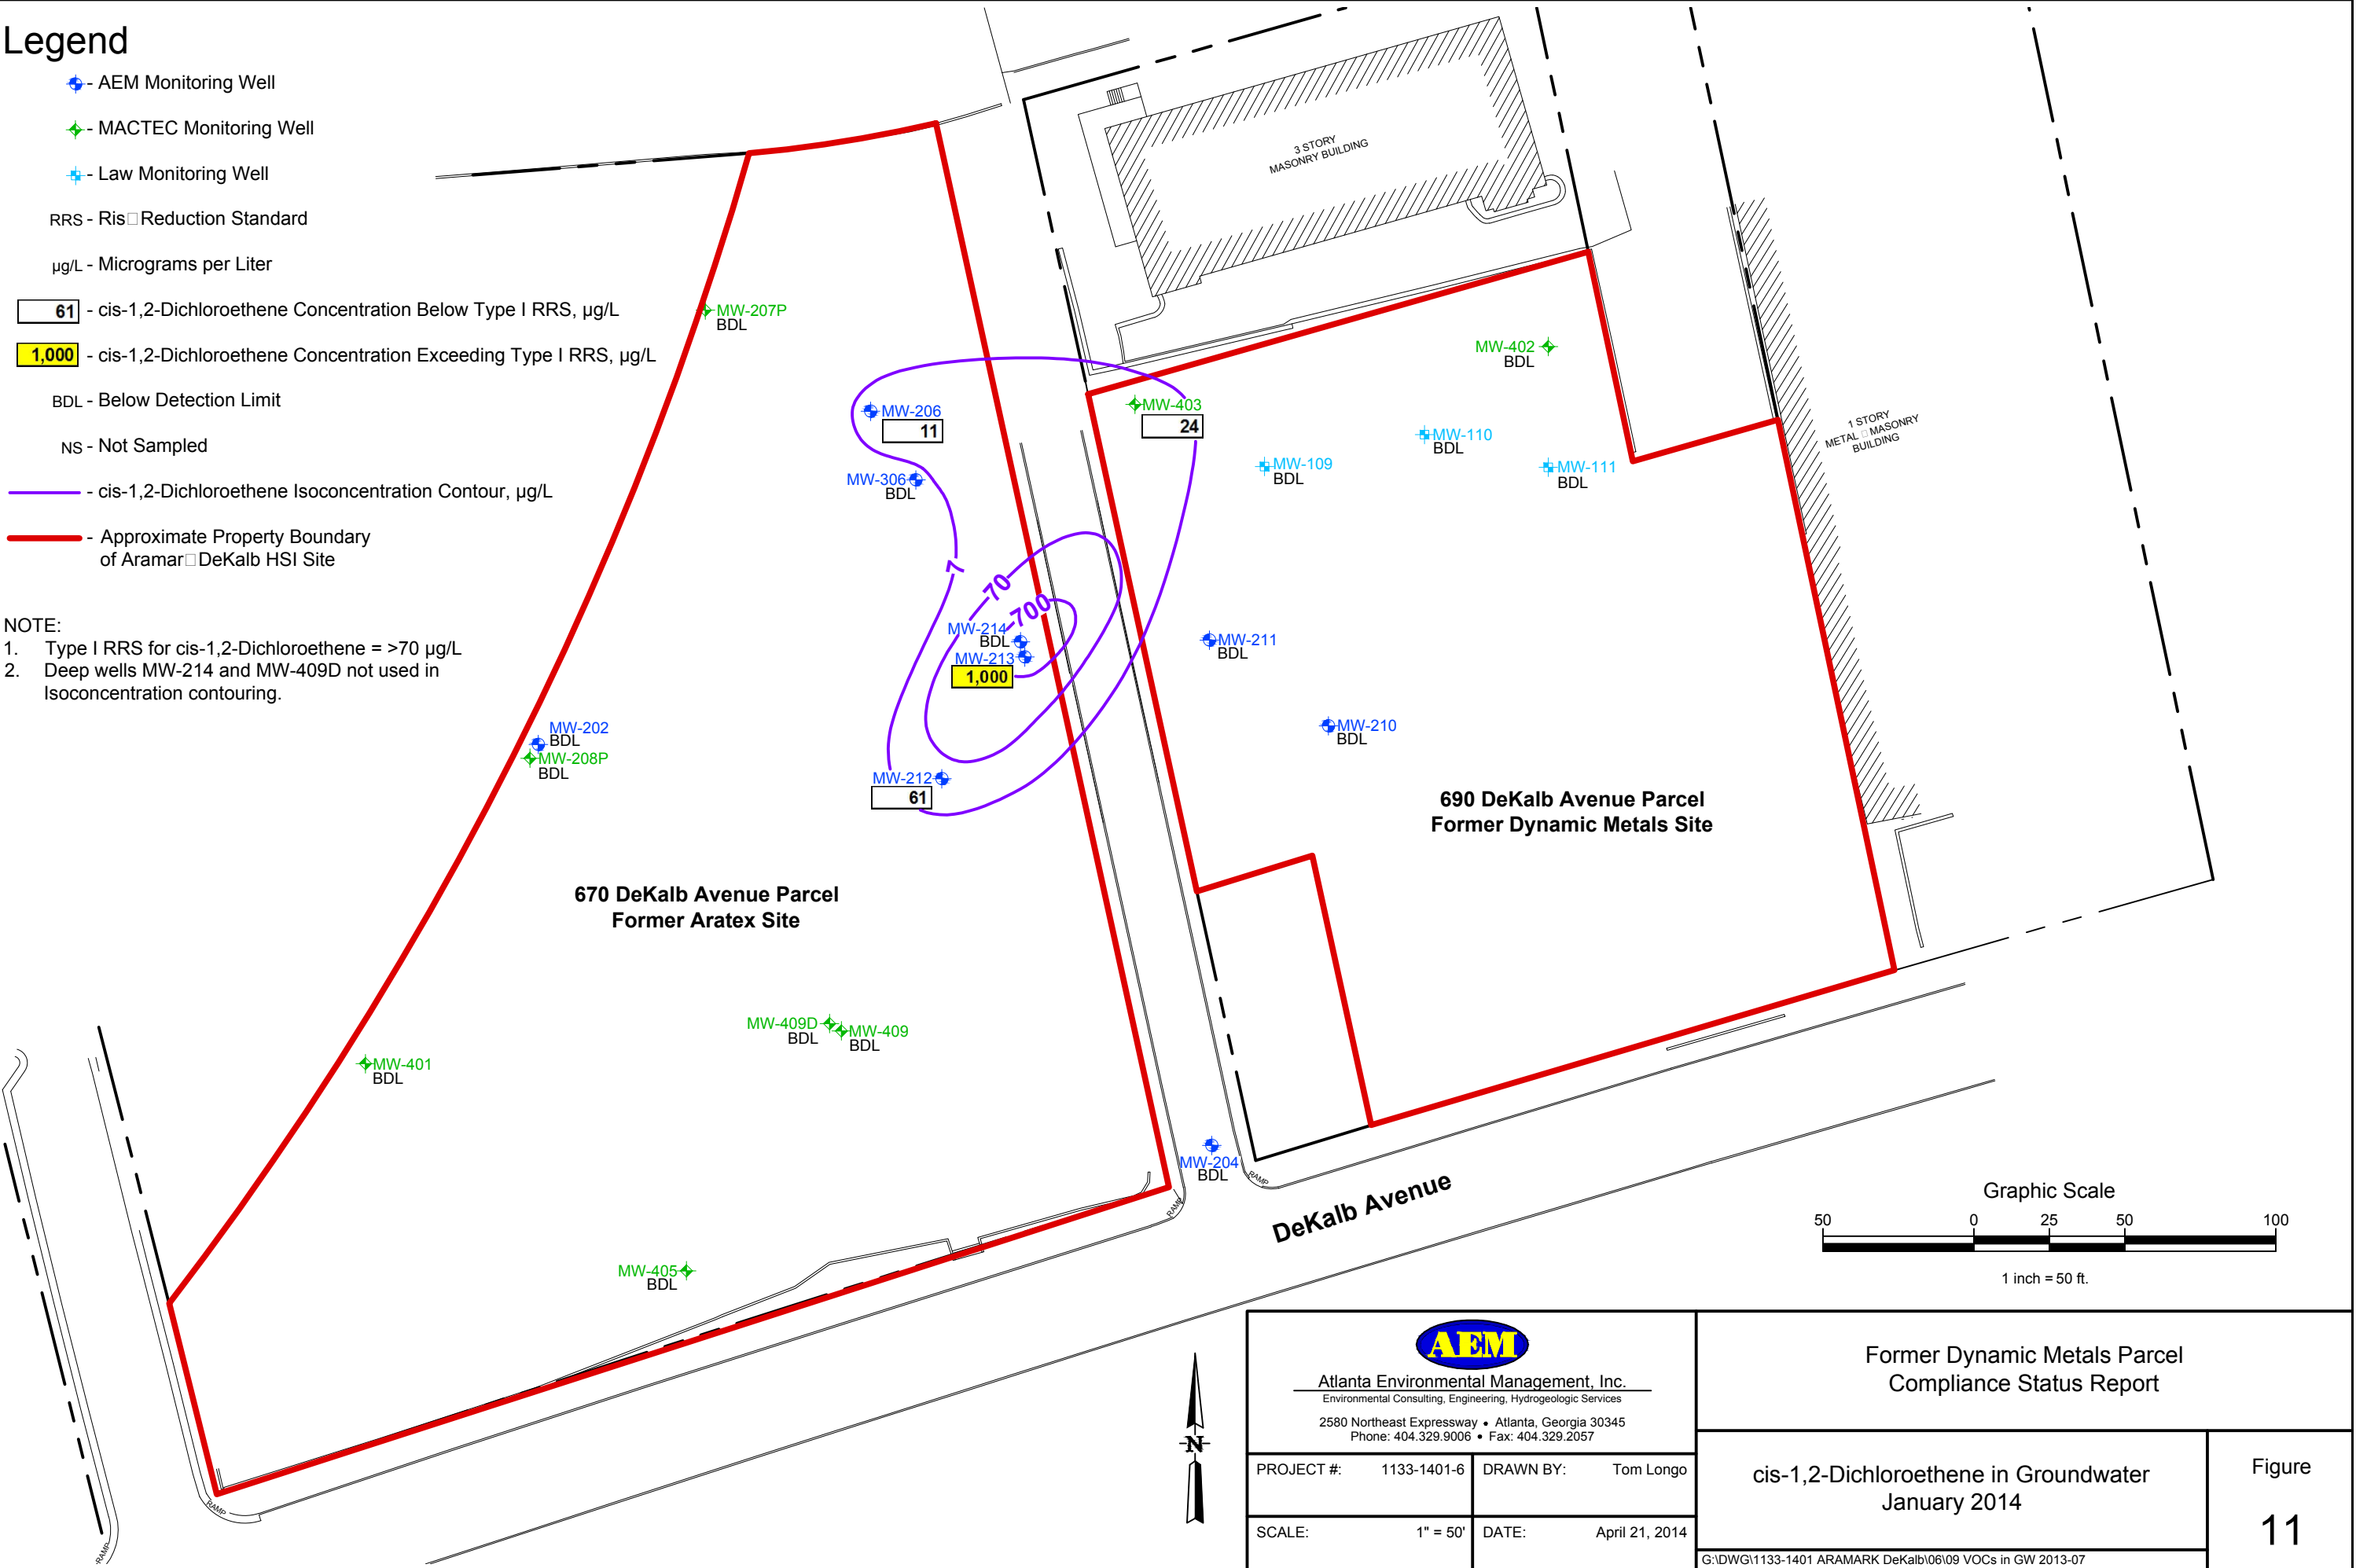 Legend
- AEM Monitoring Well
- MACTEC Monitoring Well
- Law Monitoring Well
RRS - Ris□Reduction Standard
µg/L - Micrograms per Liter
61 - cis-1,2-Dichloroethene Concentration Below Type I RRS, µg/L
1,000 - cis-1,2-Dichloroethene Concentration Exceeding Type I RRS, µg/L
BDL - Below Detection Limit
NS - Not Sampled
- cis-1,2-Dichloroethene Isoconcentration Contour, µg/L
- Approximate Property Boundary
of Aramar□DeKalb HSI Site
NOTE:
1. Type I RRS for cis-1,2-Dichloroethene = >70 µg/L
2. Deep wells MW-214 and MW-409D not used in
Isoconcentration contouring.
3 STORY
MASONRY BUILDING
1 STORY
METAL □ MASONRY
BUILDING
MW-207P
BDL
MW-402
BDL
MW-206
11
MW-403
24
MW-110
BDL
MW-109
BDL
MW-111
BDL
MW-306
BDL
7
70
700
MW-214
BDL
MW-213
1,000
MW-211
BDL
MW-210
BDL
MW-202
BDL
MW-208P
BDL
MW-212
61
690 DeKalb Avenue Parcel
Former Dynamic Metals Site
670 DeKalb Avenue Parcel
Former Aratex Site
MW-409D
BDL
MW-409
BDL
MW-401
BDL
MW-204
BDL
MW-405
BDL
RAMP
RAMP
RAMP
RAMP
DeKalb Avenue
Graphic Scale
50 0 25 50 100
1 inch = 50 ft.
N
AEM
Atlanta Environmental Management, Inc.
Environmental Consulting, Engineering, Hydrogeologic Services
2580 Northeast Expressway • Atlanta, Georgia 30345
Phone: 404.329.9006 • Fax: 404.329.2057
PROJECT #: 1133-1401-6
DRAWN BY: Tom Longo
SCALE: 1" = 50'
DATE: April 21, 2014
Former Dynamic Metals Parcel
Compliance Status Report
cis-1,2-Dichloroethene in Groundwater
January 2014
Figure
11
G:\DWG\1133-1401 ARAMARK DeKalb\06\09 VOCs in GW 2013-07